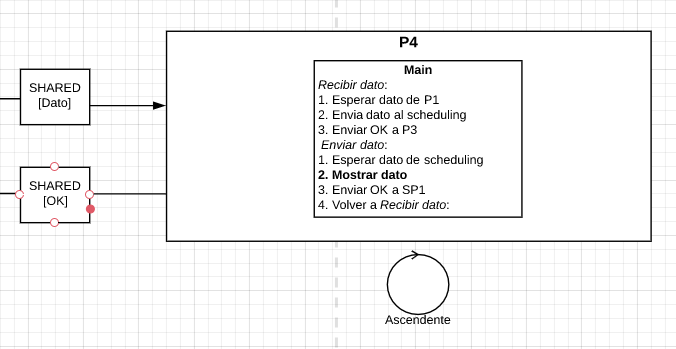 P4
SHARED
[Dato]
Main
Recibir dato:
1. Esperar dato de P1
2. Envia dato al scheduling
3. Enviar OK a P3
Enviar dato:
1. Esperar dato de scheduling
2. Mostrar dato
3. Enviar OK a SP1
4. Volver a Recibir dato:
SHARED
[OK]
Ascendente